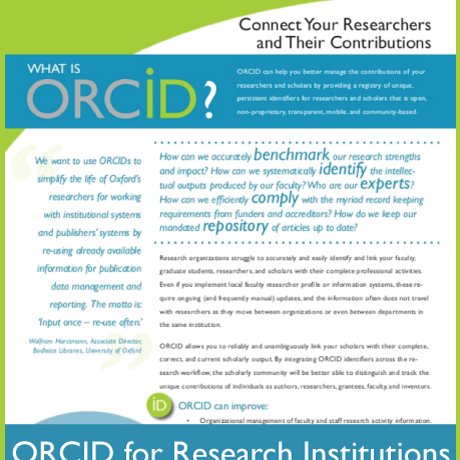 Connect Your Researchers
and Their Contributions
WHAT IS
ORCiD?
ORCID can help you better manage the contributions of your
researchers and scholars by providing a registry of unique,
persistent identifiers for researchers and scholars that is open,
non-proprietary, transparent, mobile, and community-based.
We want to use ORCIDs to
simplify the life of Oxford's
researchers for working
with institutional systems
and publishers' systems by
re-using already available
information for publication
data management and
reporting. The motto is:
'Input once – re-use often.'
Wolfram Horstmann, Associate Director,
Bodleian Libraries, University of Oxford
How can we accurately benchmark our research strengths
and impact? How can we systematically identify the intellec-
tual outputs produced by our faculty? Who are our experts?
How can we efficiently comply with the myriad record keeping
requirements from funders and accreditors? How do we keep our
mandated repository of articles up to date?
Research organizations struggle to accurately and easily identify and link your faculty,
graduate students, researchers, and scholars with their complete professional activities.
Even if you implement local faculty researcher profile or information systems, these re-
quire ongoing (and frequently manual) updates, and the information often does not travel
with researchers as they move between organizations or even between departments in
the same institution.
ORCID allows you to reliably and unambiguously link your scholars with their complete,
correct, and current scholarly output. By integrating ORCID identifiers across the re-
search workflow, the scholarly community will be better able to distinguish and track the
unique contributions of individuals as authors, researchers, grantees, faculty, and inventors.
iD ORCID can improve:
• Organizational management of faculty and staff research activity information.
ORCID for Research Institutions